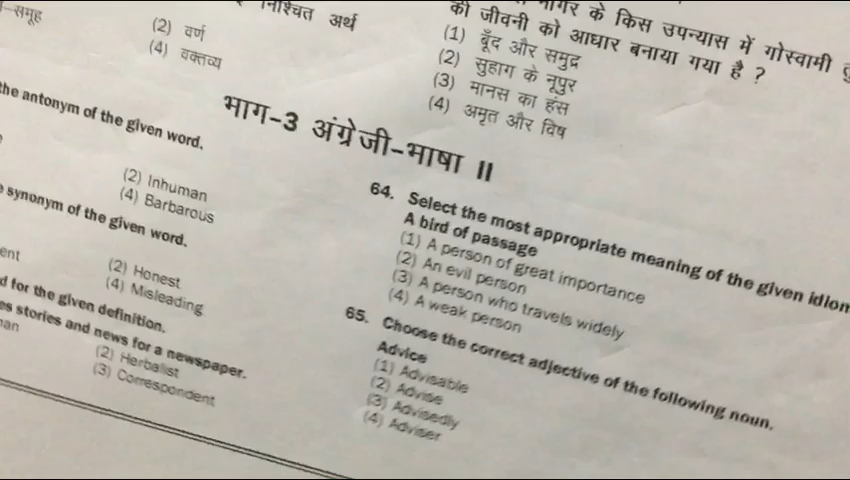 –समूह
(2) वर्ण
(4) वक्तव्य
निश्चित अर्थ
नागर के किस उपन्यास में गोस्वामी
की जीवनी को आधार बनाया गया है ?
(1) बूँद और समुद्र
(2) सुहाग के नूपुर
(3) मानस का हंस
(4) अमृत और विष
भाग–3 अंग्रेजी–भाषा II
the antonym of the given word.
(2) Inhuman
(4) Barbarous
synonym of the given word.
(2) Honest
(4) Misleading
for the given definition.
stories and news for a newspaper.
(2) Herbalist
(3) Correspondent
64. Select the most appropriate meaning of the given idiom
A bird of passage
(1) A person of great importance
(2) An evil person
(3) A person who travels widely
(4) A weak person
65. Choose the correct adjective of the following noun.
Advice
(1) Advisable
(2) Advise
(3) Advisedly
(4) Adviser